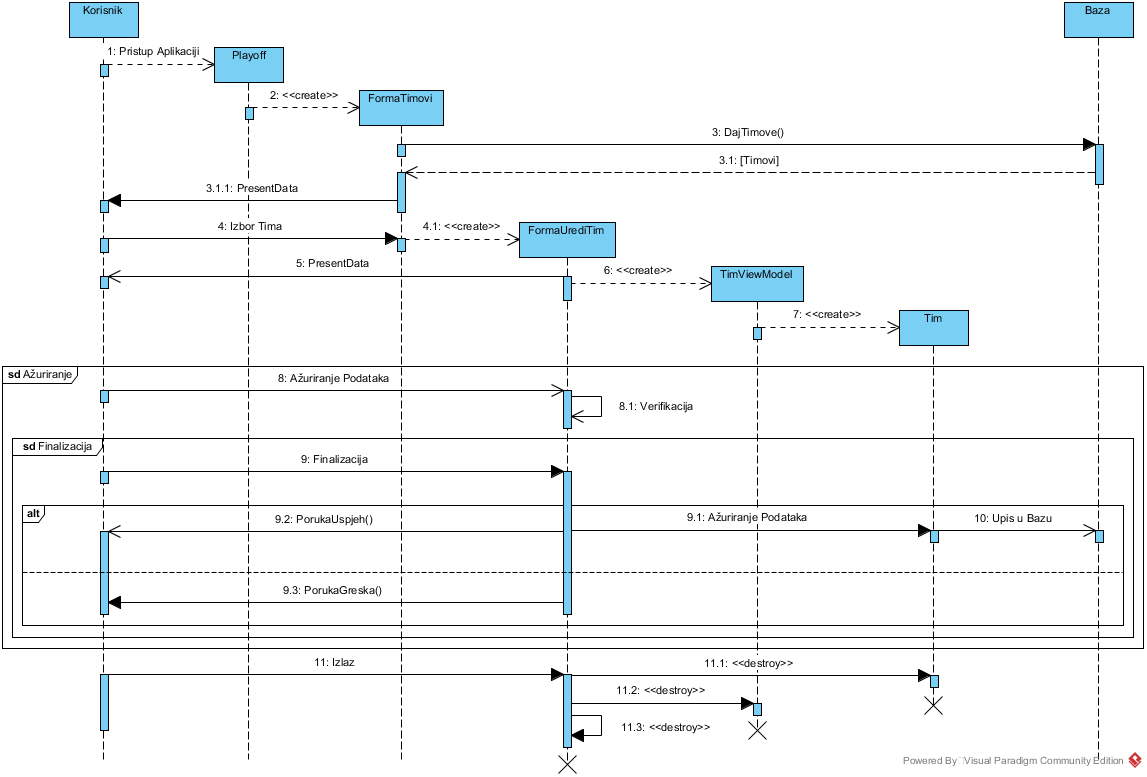 Korisnik
Baza
1: Pristup Aplikaciji
Playoff
2: <<create>>
FormaTimovi
3: DajTimove()
3.1: [Timovi]
3.1.1: PresentData
4: Izbor Tima
4.1: <<create>>
FormaUrediTim
5: PresentData
6: <<create>>
TimViewModel
7: <<create>>
Tim
sd Ažuriranje
8: Ažuriranje Podataka
8.1: Verifikacija
sd Finalizacija
9: Finalizacija
alt
9.2: PorukaUspjeh()
9.1: Ažuriranje Podataka
10: Upis u Bazu
9.3: PorukaGreska()
11: Izlaz
11.1: <<destroy>>
11.2: <<destroy>>
11.3: <<destroy>>
Powered By Visual Paradigm Community Edition